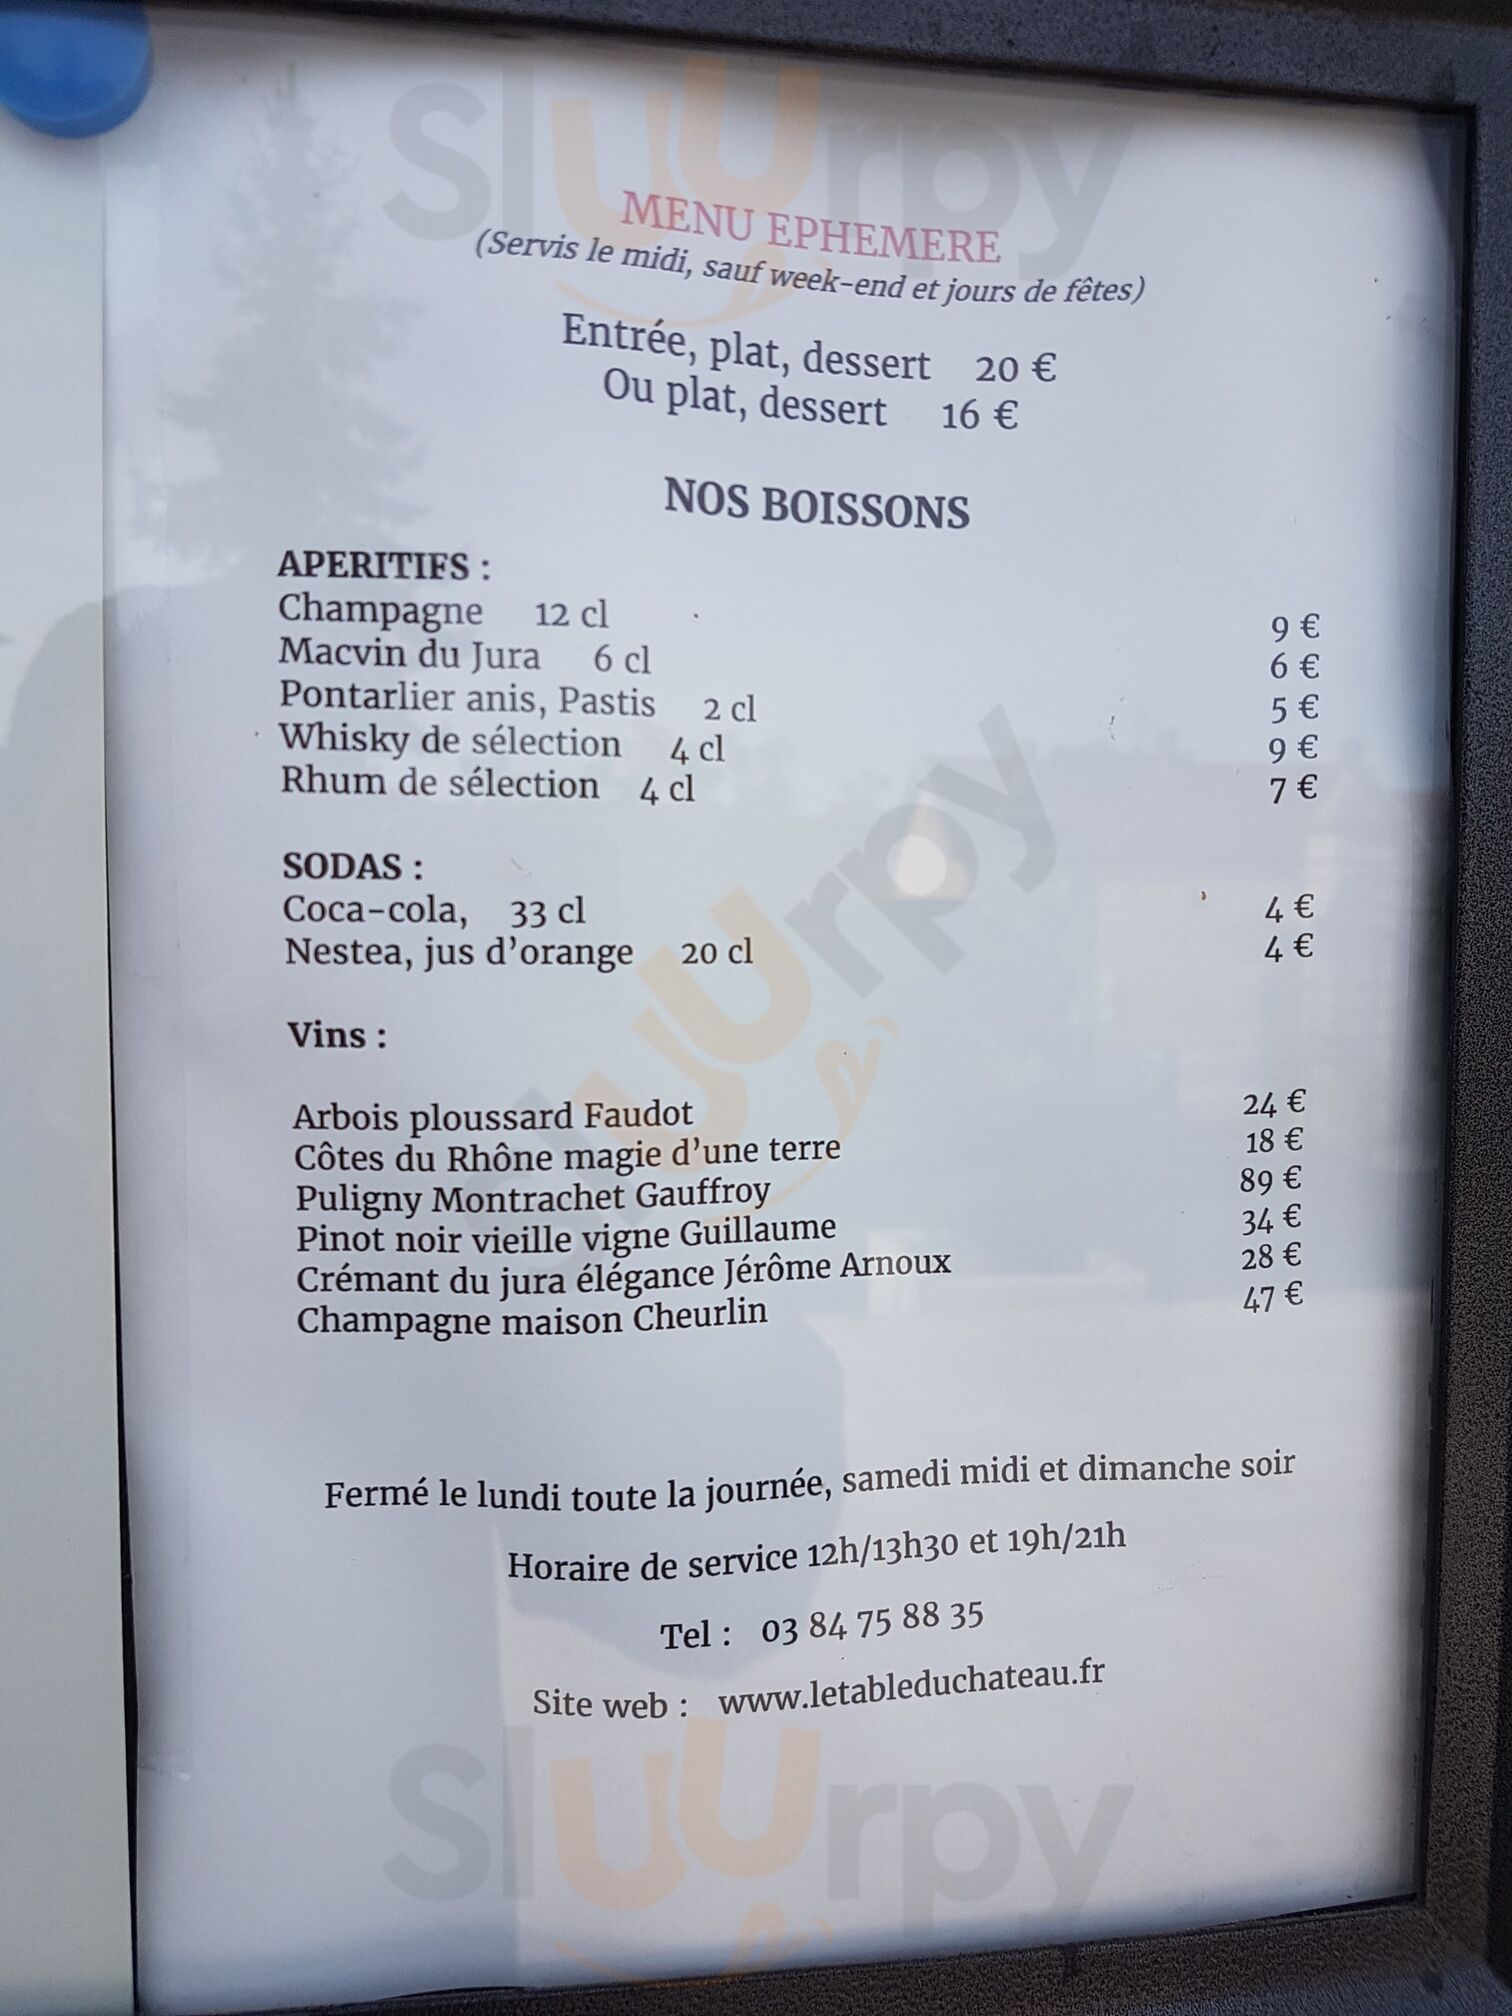 Sluurpy
MENU EPHEMERE
(Servis le midi, sauf week-end et jours de fêtes)
Entrée, plat, dessert 20 €
Ou plat, dessert 16 €
NOS BOISSONS
APERITIFS :
Champagne 12 cl 9 €
Macvin du Jura 6 cl 6 €
Pontarlier anis, Pastis 2 cl 5 €
Whisky de sélection 4 cl 9 €
Rhum de sélection 4 cl 7 €
SODAS :
Coca-cola, 33 cl 4 €
Nestea, jus d'orange 20 cl 4 €
Sluurpy
Vins :
Arbois ploussard Faudot 24 €
Côtes du Rhône magie d'une terre 18 €
Puligny Montrachet Gauffroy 89 €
Pinot noir vieille vigne Guillaume 34 €
Crémant du jura élégance Jérôme Arnoux 28 €
Champagne maison Cheurlin 47 €
Fermé le lundi toute la journée, samedi midi et dimanche soir
Horaire de service 12h/13h30 et 19h/21h
Tel : 03 84 75 88 35
Site web : www.letableduchateau.fr
Sluurpy